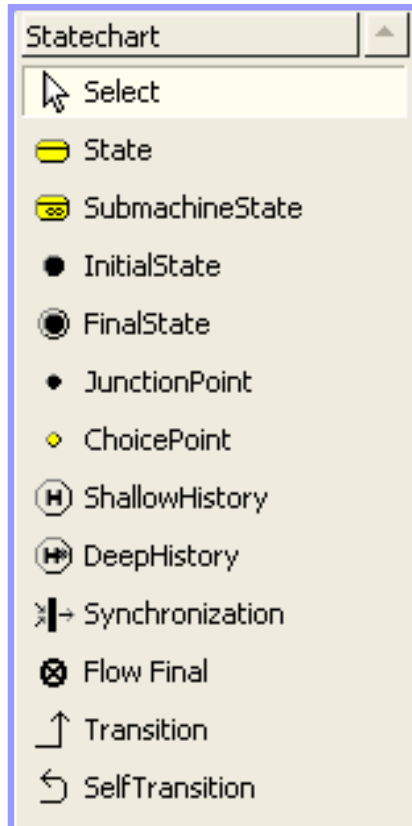 Statechart
Select
State
SubmachineState
InitialState
FinalState
JunctionPoint
ChoicePoint
H ShallowHistory
H* DeepHistory
Synchronization
Flow Final
Transition
SelfTransition